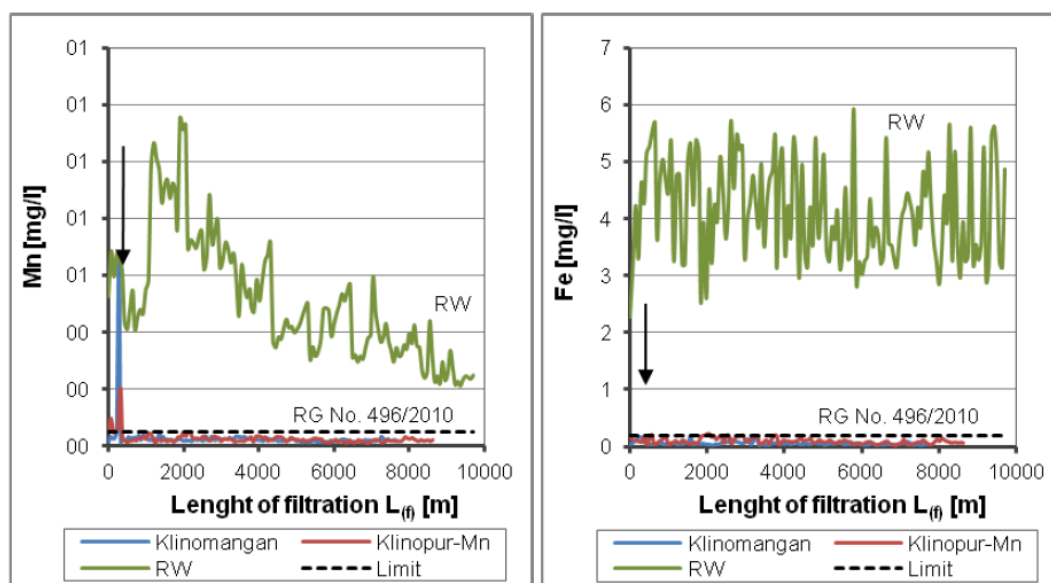 01
01
01
01
01
00
00
00
Mn [mg/l]
RW
RG No. 496/2010
0 2000 4000 6000 8000 10000
Lenght of filtration L(f) [m]
Klinomangan Klinopur-Mn
RW Limit
7
6
5
4
3
2
1
0
Fe [mg/l]
RW
RG No. 496/2010
0 2000 4000 6000 8000 10000
Lenght of filtration L(f) [m]
Klinomangan Klinopur-Mn
RW Limit